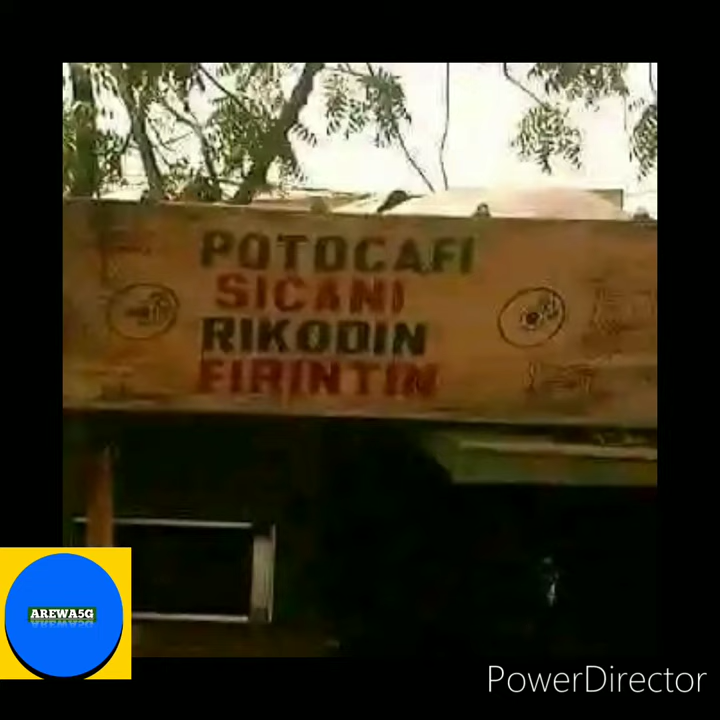 POTOCAFI
SICANI
RIKODIN
FIRINTIN
AREWA5G
PowerDirector